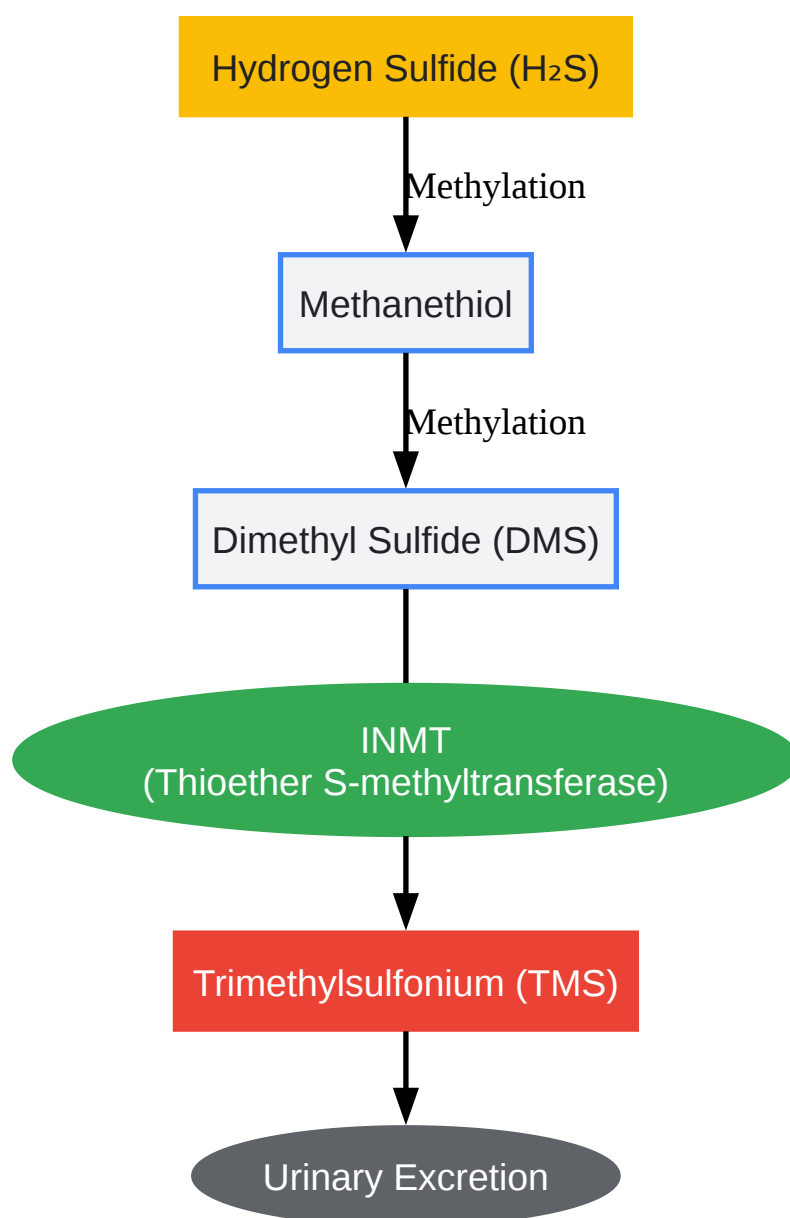 Hydrogen Sulfide (H₂S)
Methylation
Methanethiol
Methylation
Dimethyl Sulfide (DMS)
INMT
(Thioether S-methyltransferase)
Trimethylsulfonium (TMS)
Urinary Excretion